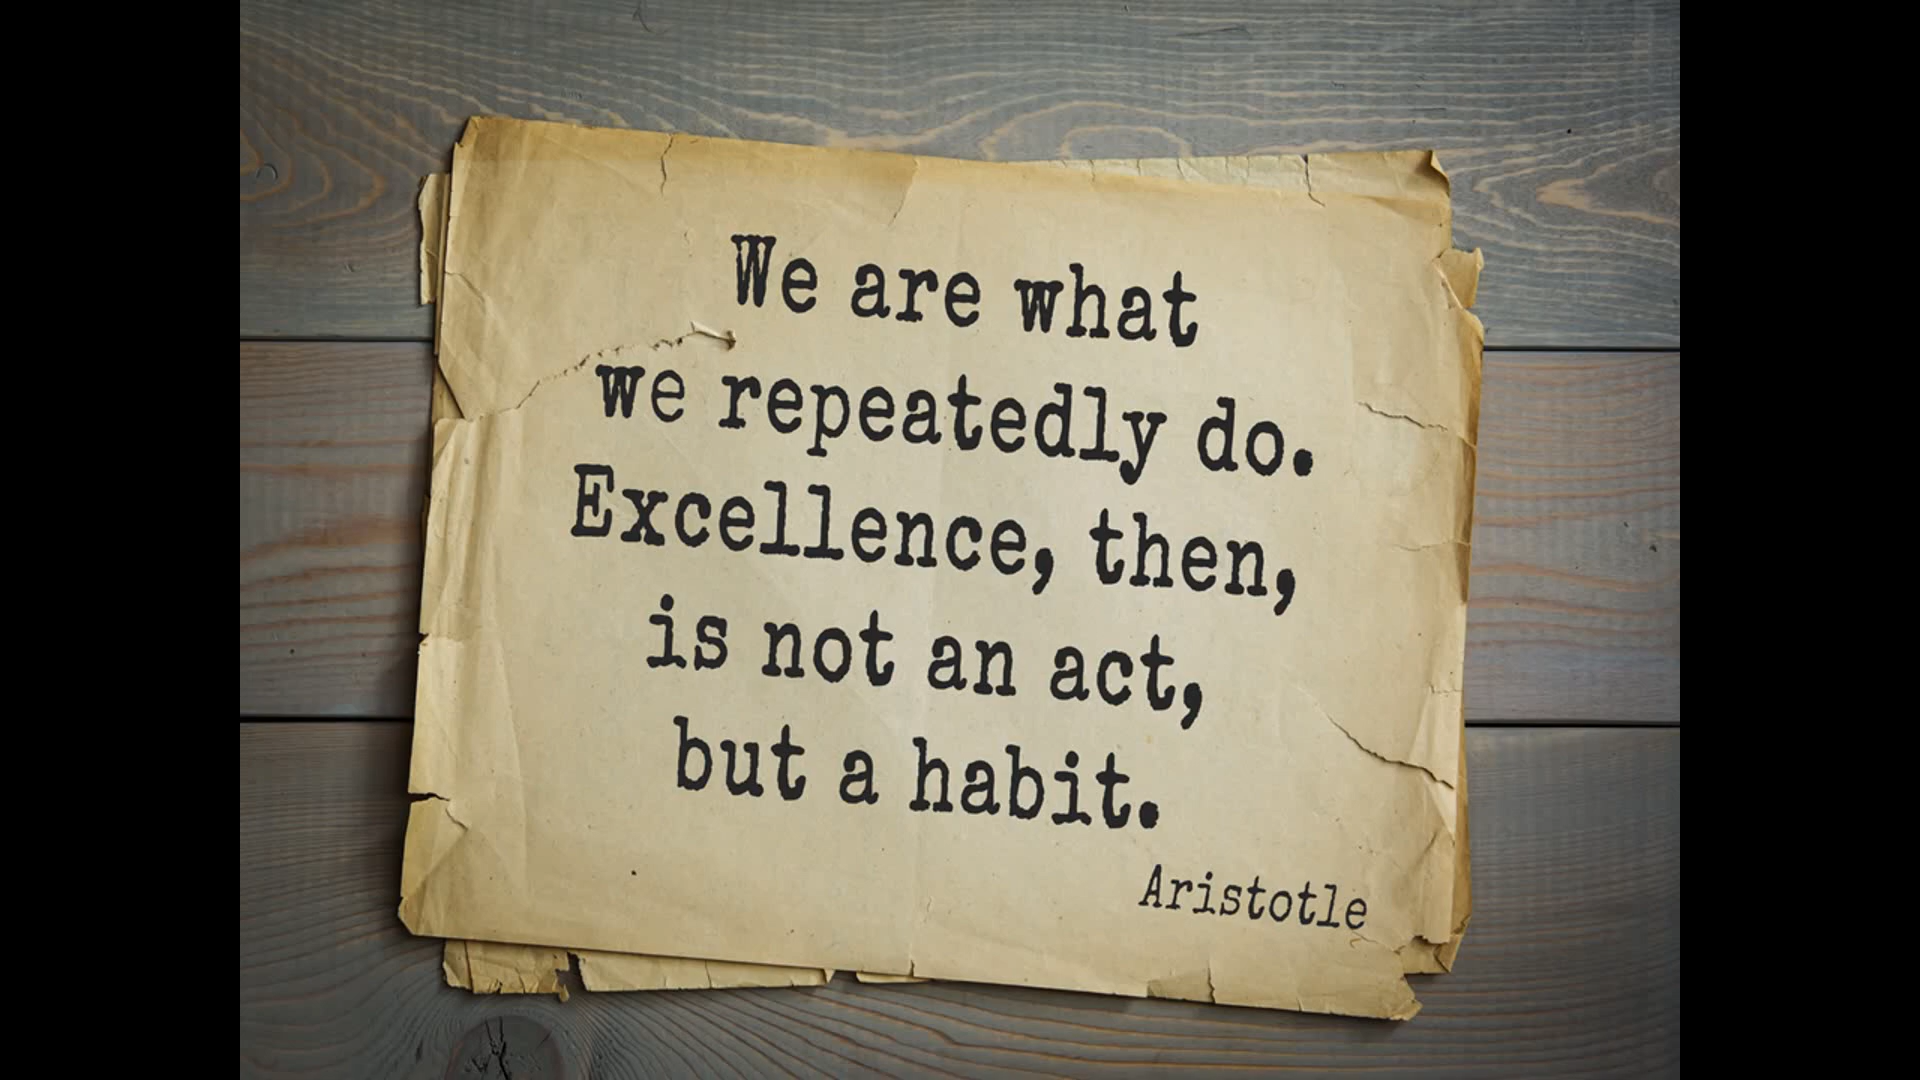 We are what
we repeatedly do.
Excellence, then,
is not an act,
but a habit.
Aristotle